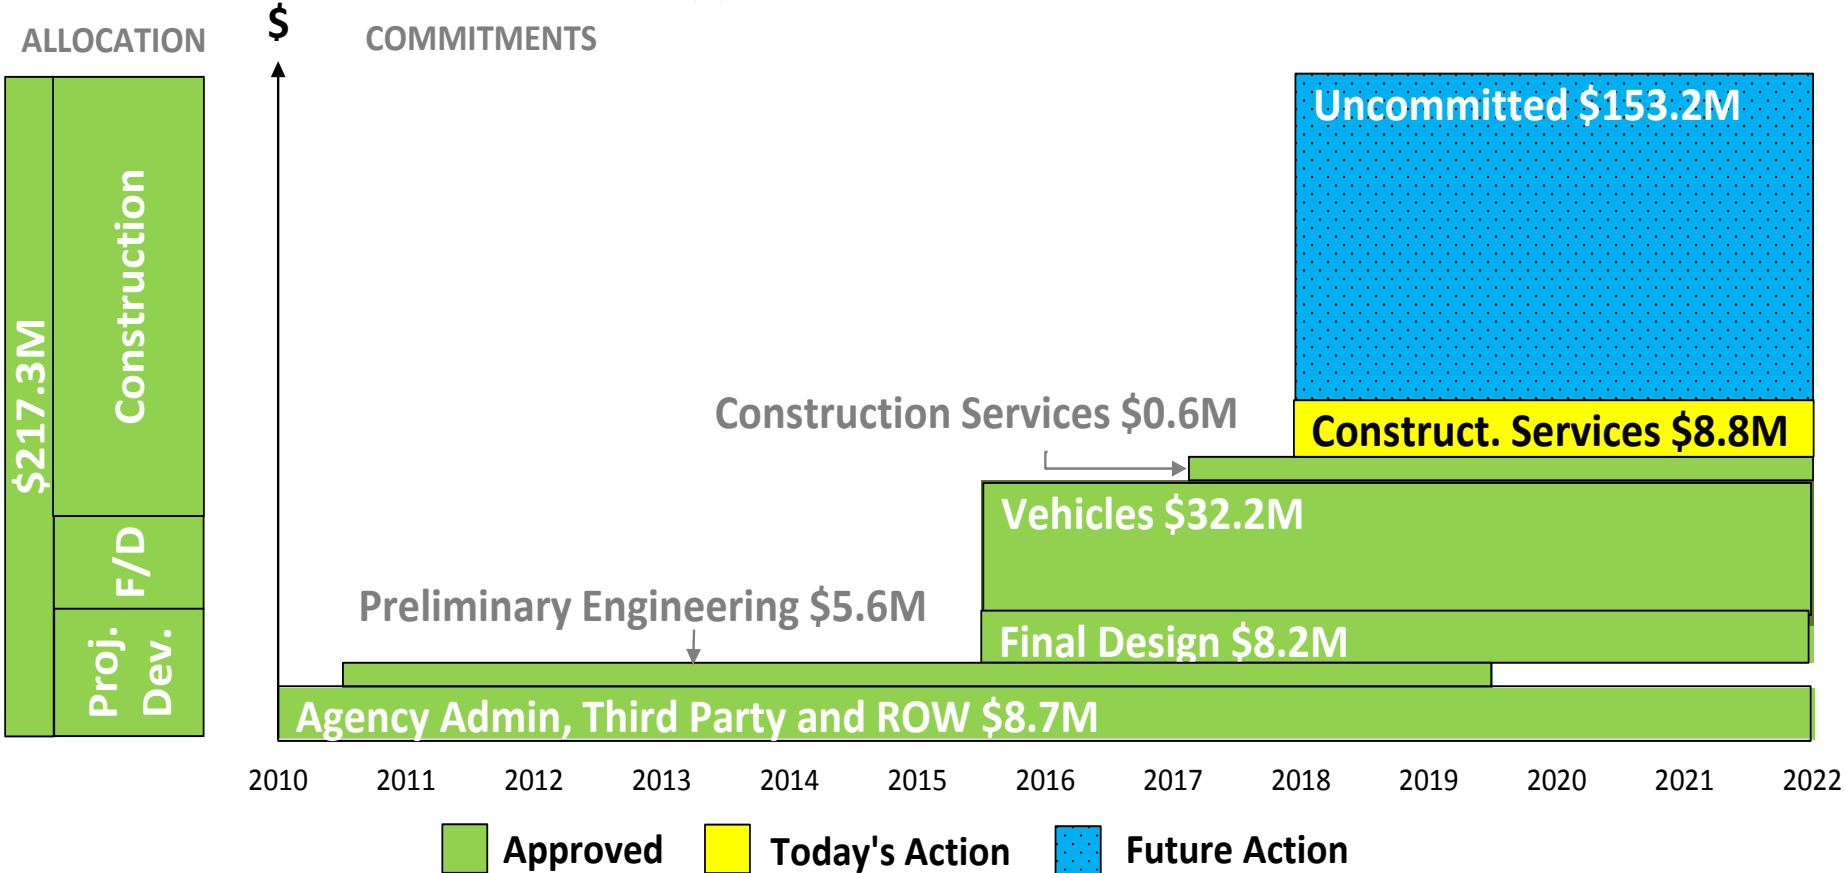 ALLOCATION
$
COMMITMENTS
$217.3M
Construction
F/D
Proj.
Dev.
Uncommitted $153.2M
Construction Services $0.6M
Construct. Services $8.8M
Vehicles $32.2M
Preliminary Engineering $5.6M
Final Design $8.2M
Agency Admin, Third Party and ROW $8.7M
2010 2011 2012 2013 2014 2015 2016 2017 2018 2019 2020 2021 2022
Approved Today's Action Future Action